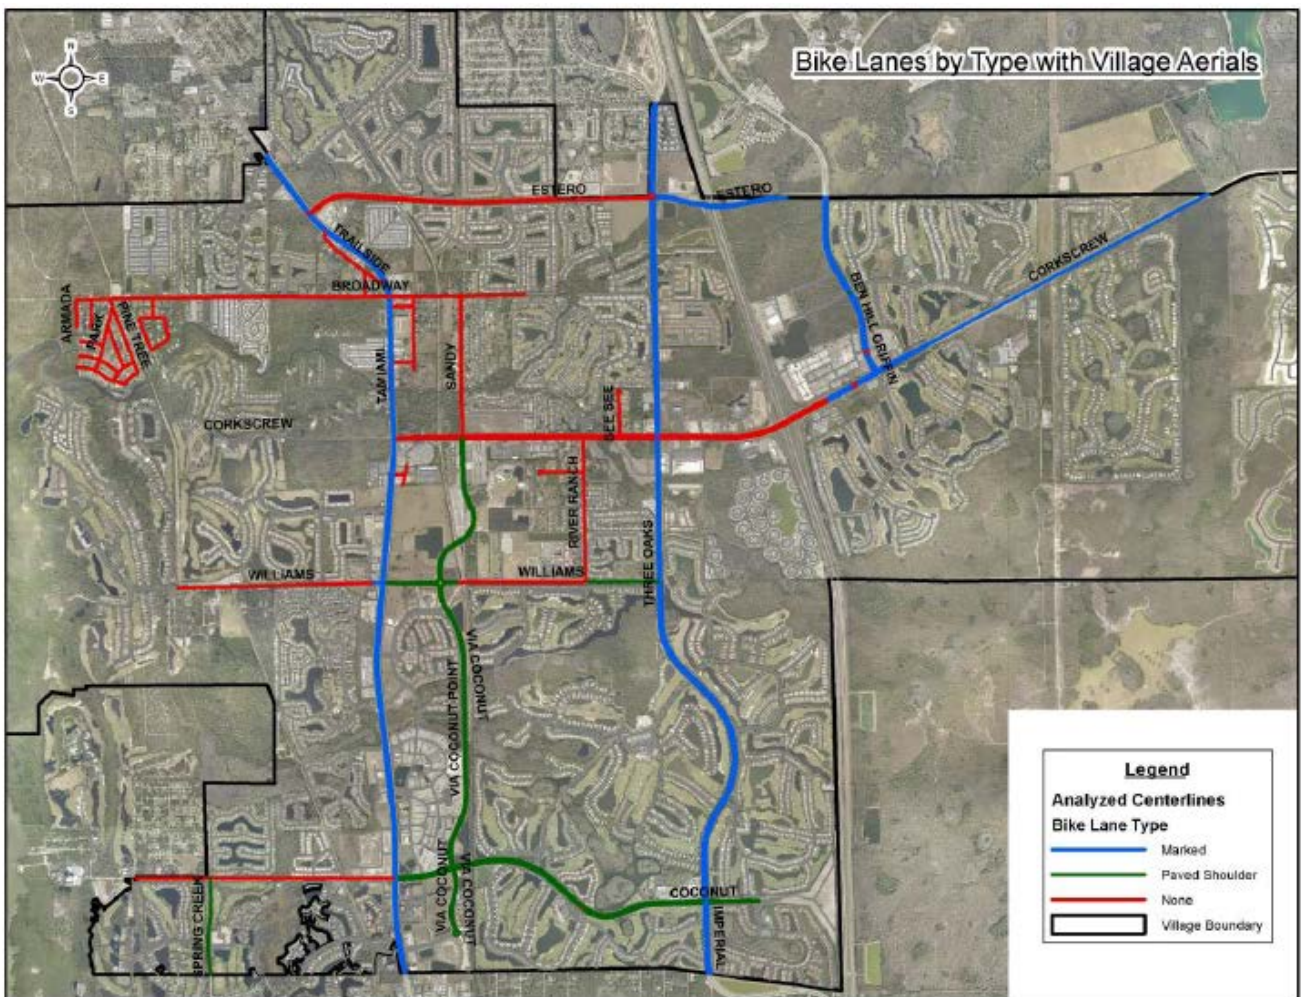 Bike Lanes by Type with Village Aerials
N
W
E
S
ESTERO
ESTERO
TRAILSIDE
BROADWAY
CORKSCREW
ARMADA
PARK
PINE TREE
BEN HILL GRIFFIN
TAMIAMI
SANDY
SEE SEE
CORKSCREW
RIVER RANCH
THREE OAKS
WILLIAMS
WILLIAMS
VIA COCONUT
VIA COCONUT POINT
VIA COCONUT
VIA COCONUT
COCONUT
SPRING CREEK
IMPERIAL
Legend
Analyzed Centerlines
Bike Lane Type
Marked
Paved Shoulder
None
Village Boundary